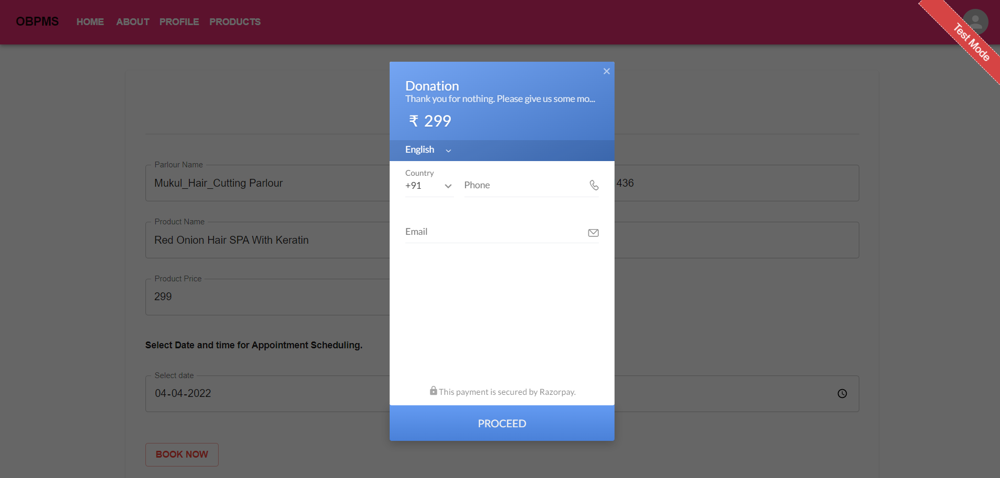 OBPMS HOME ABOUT PROFILE PRODUCTS
Test Mode
Donation
Thank you for nothing. Please give us some mo...
₹ 299
English
Country
+91
Phone
Email
This payment is secured by Razorpay.
PROCEED
Parlour Name
Mukul_Hair_Cutting Parlour
436
Product Name
Red Onion Hair SPA With Keratin
Product Price
299
Select Date and time for Appointment Scheduling.
Select date
04-04-2022
BOOK NOW